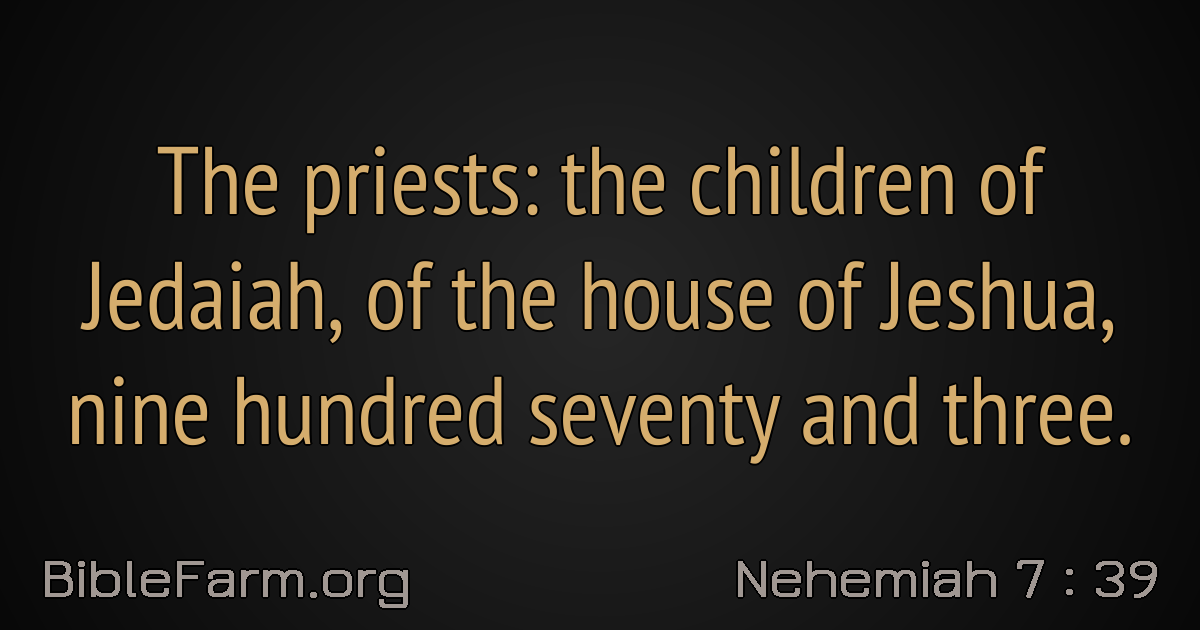 The priests: the children of
Jedaiah, of the house of Jeshua,
nine hundred seventy and three.
BibleFarm.org
Nehemiah 7 : 39